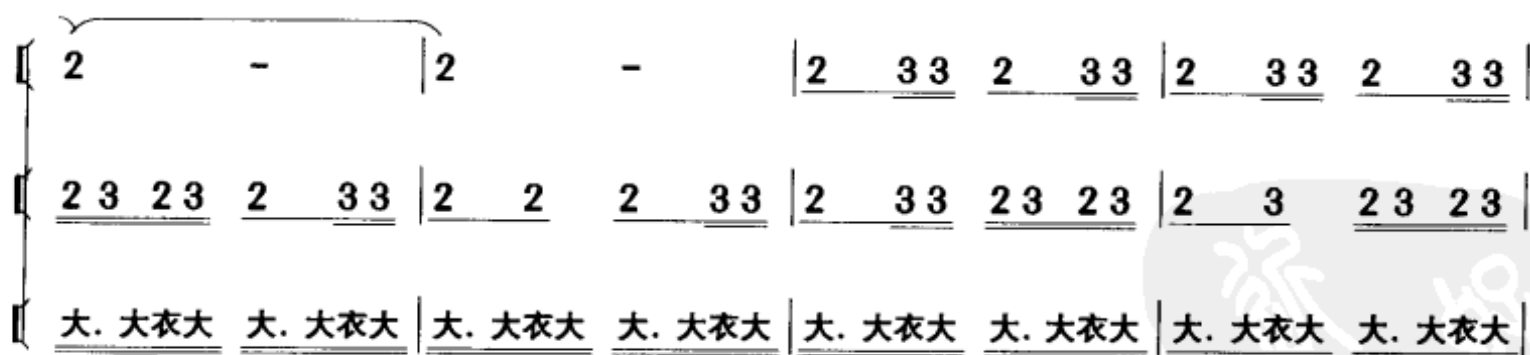 2 - | 2 - | 2 33 2 33 | 2 33 2 33 |
23 23 2 33 | 2 2 2 33 | 2 33 23 23 | 2 3 23 23 |
大. 大衣大 大. 大衣大 | 大. 大衣大 大. 大衣大 | 大. 大衣大 大. 大衣大 | 大. 大衣大 大. 大衣大 |